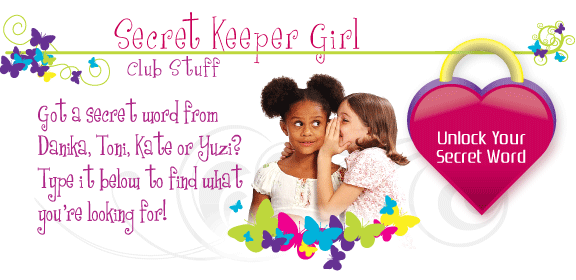 Secret Keeper Girl
Club Stuff
Got a secret word from
Danika, Toni, Kate or Yuzi?
Type it below to find what
you're looking for!
Unlock Your
Secret Word